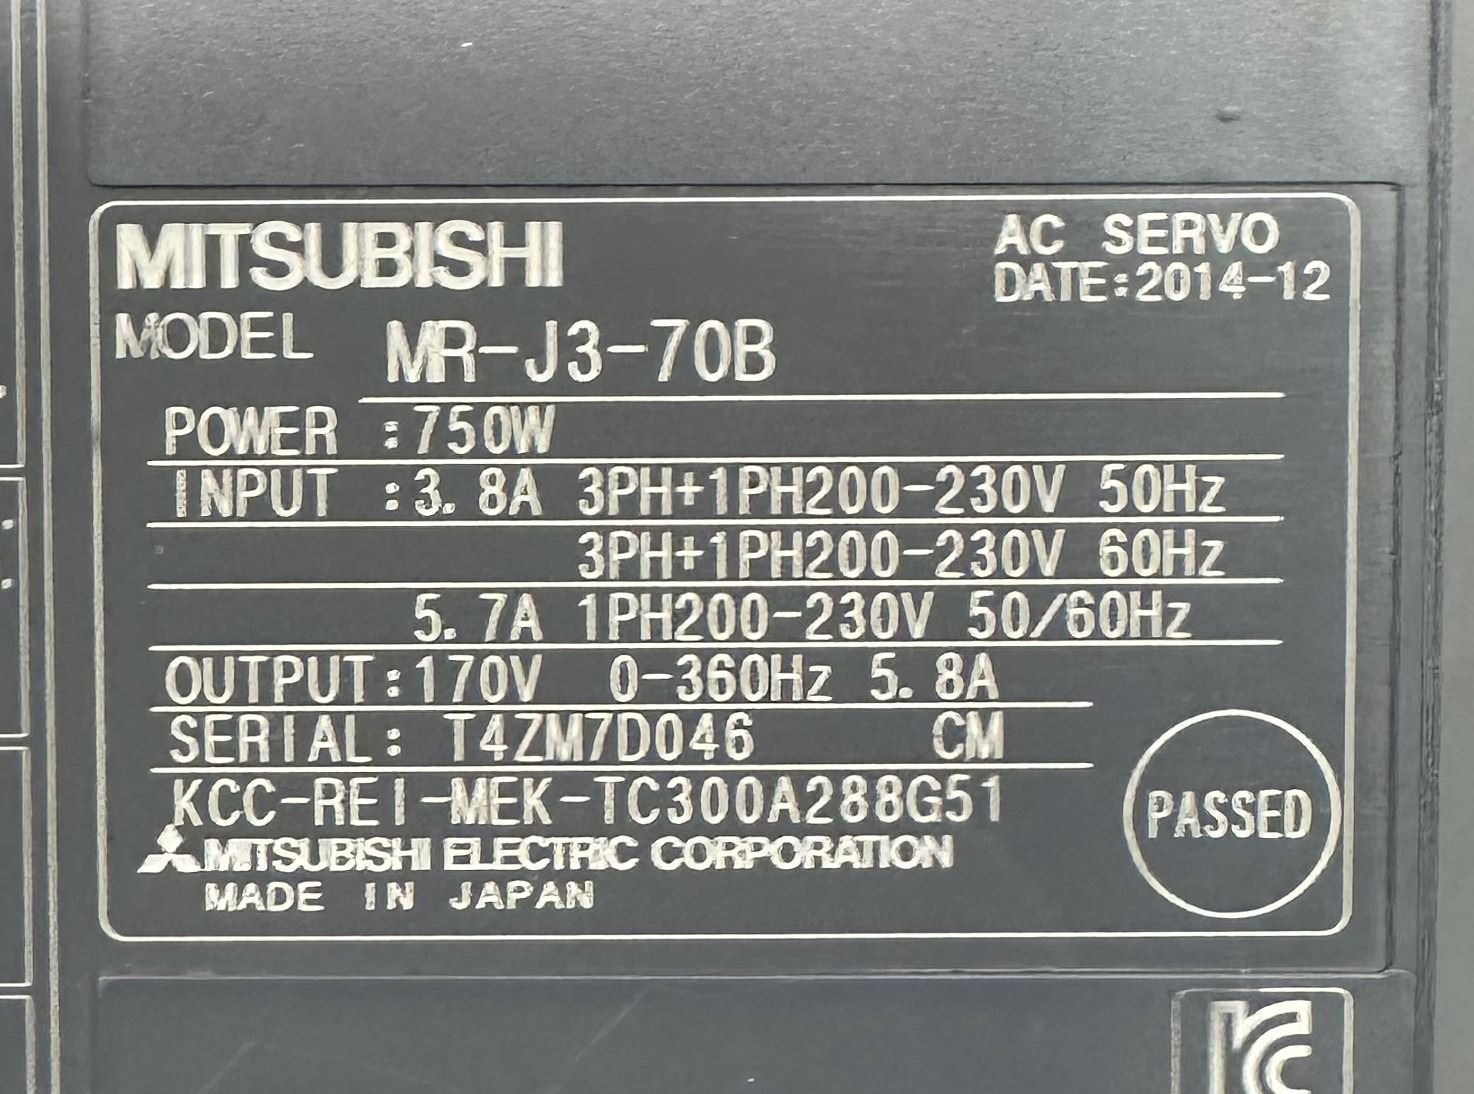 MITSUBISHI
AC SERVO
DATE:2014-12
MODEL MR-J3-70B
POWER :750W
INPUT :3.8A 3PH+1PH200-230V 50Hz
3PH+1PH200-230V 60Hz
5.7A 1PH200-230V 50/60Hz
OUTPUT:170V 0-360Hz 5.8A
SERIAL: T4ZM7D046 CM
KCC-REI-MEK-TC300A288G51
MITSUBISHI ELECTRIC CORPORATION
MADE IN JAPAN
PASSED